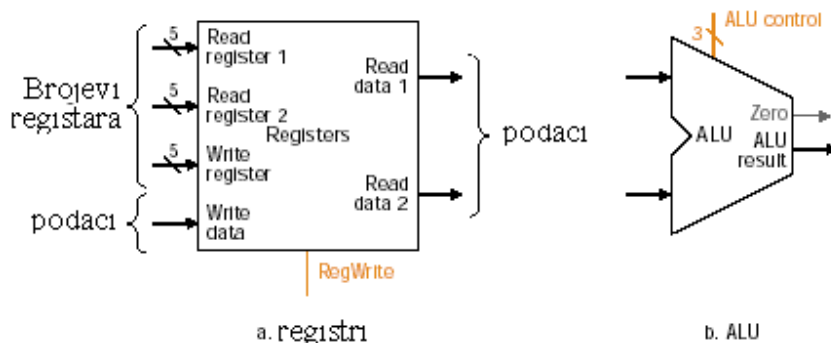 ALU control
5
3
Read
register 1
Read
data 1
Brojevi
registara
5
Read
register 2
Registers
podaci
Zero
ALU
ALU
result
5
Write
register
Read
data 2
podaci
Write
data
RegWrite
a. registri
b. ALU